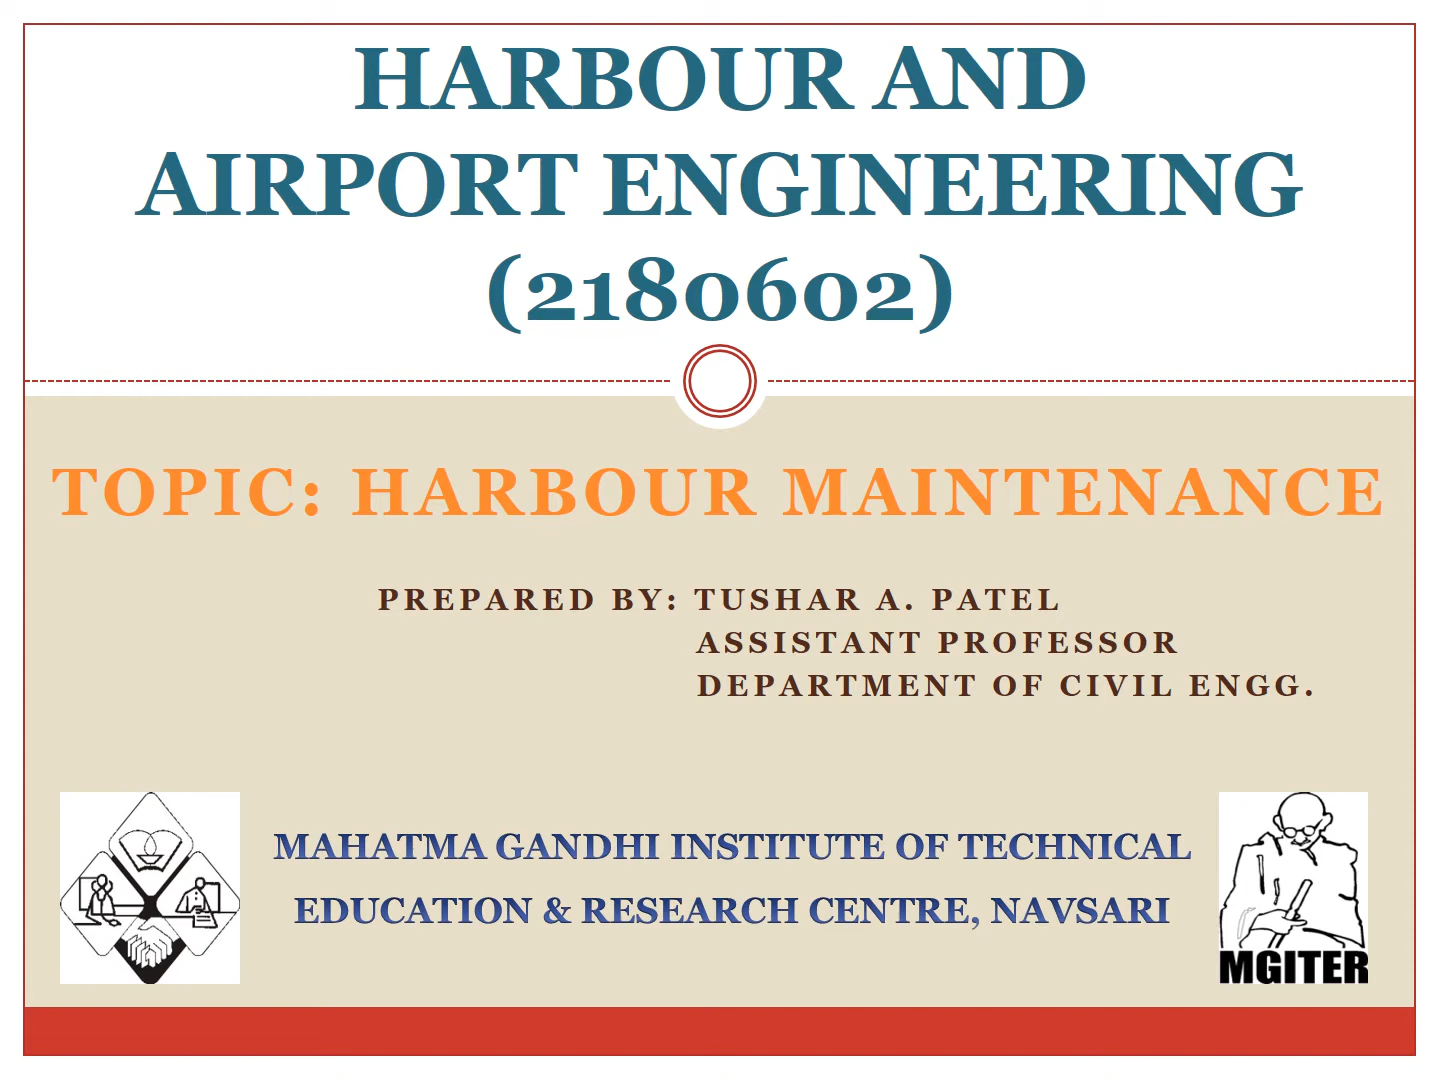 HARBOUR AND
AIRPORT ENGINEERING
(2180602)
TOPIC: HARBOUR MAINTENANCE
PREPARED BY: TUSHAR A. PATEL
ASSISTANT PROFESSOR
DEPARTMENT OF CIVIL ENGG.
MAHATMA GANDHI INSTITUTE OF TECHNICAL
EDUCATION & RESEARCH CENTRE, NAVSARI
MGITER